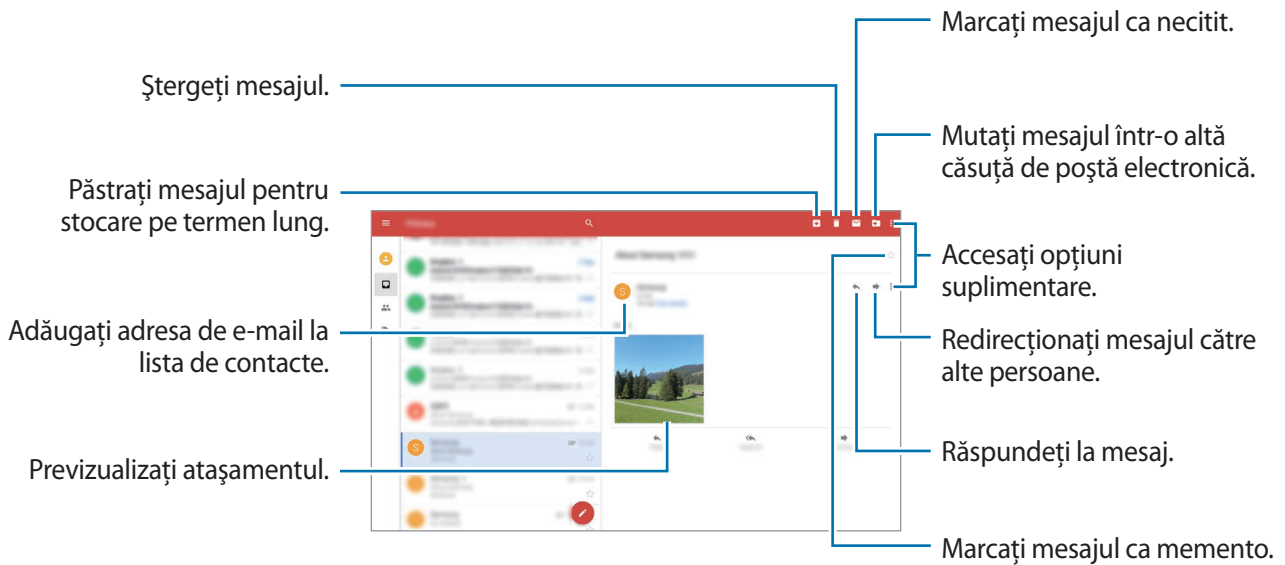 Marcați mesajul ca necitit.
Ştergeți mesajul.
Mutați mesajul într-o altă
căsuță de poştă electronică.
Păstrați mesajul pentru
stocare pe termen lung.
Accesați opțiuni
suplimentare.
Adăugați adresa de e-mail la
lista de contacte.
Redirecționați mesajul către
alte persoane.
Răspundeți la mesaj.
Previzualizați ataşamentul.
Marcați mesajul ca memento.
S
S